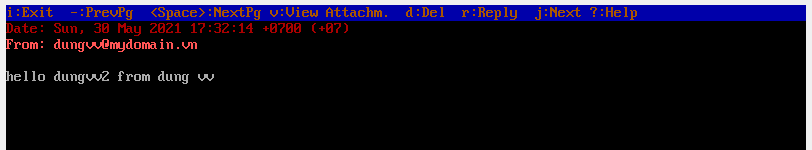 i:Exit  -:PrevPg  <Space>:NextPg v:View Attachm.  d:Del  r:Reply  j:Next ?:Help
Date: Sun, 30 May 2021 17:32:14 +0700 (+07)
From: dungvv@mydomain.vn
hello dungvv2 from dung vv